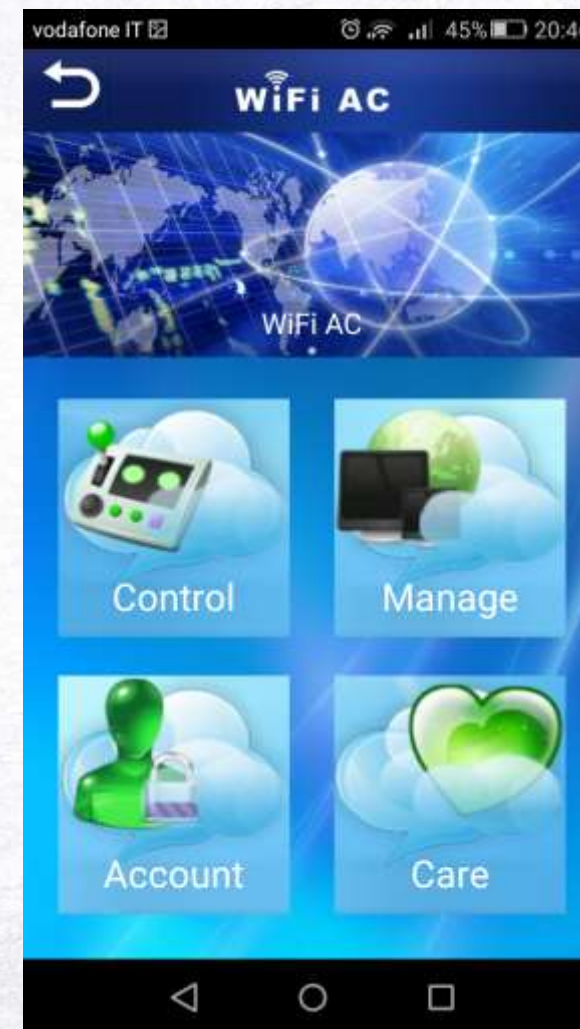 vodafone IT 45% 20:4
WiFi AC
WiFi AC
Control Manage
Account Care